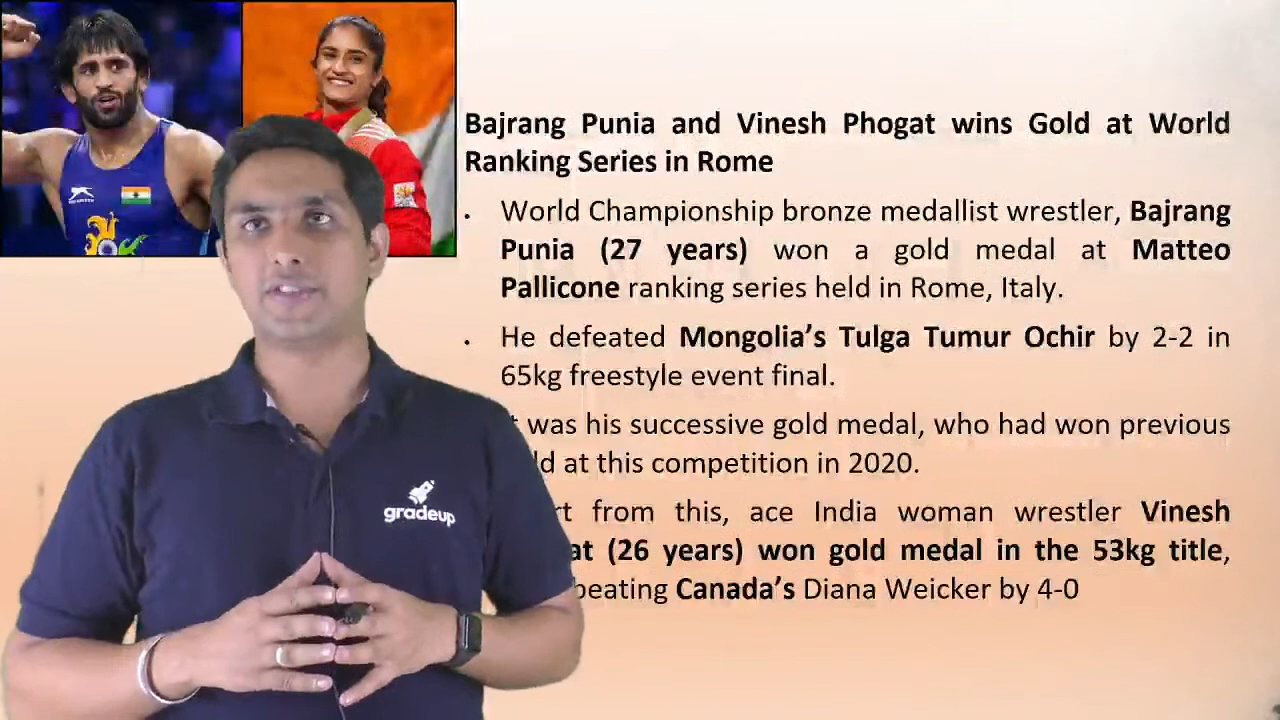 Bajrang Punia and Vinesh Phogat wins Gold at World
Ranking Series in Rome
World Championship bronze medallist wrestler, Bajrang
Punia (27 years) won a gold medal at Matteo
Pallicone ranking series held in Rome, Italy.
He defeated Mongolia’s Tulga Tumur Ochir by 2-2 in
65kg freestyle event final.
was his successive gold medal, who had won previous
at this competition in 2020.
from this, ace India woman wrestler Vinesh
(26 years) won gold medal in the 53kg title,
beating Canada’s Diana Weicker by 4-0
gradeup